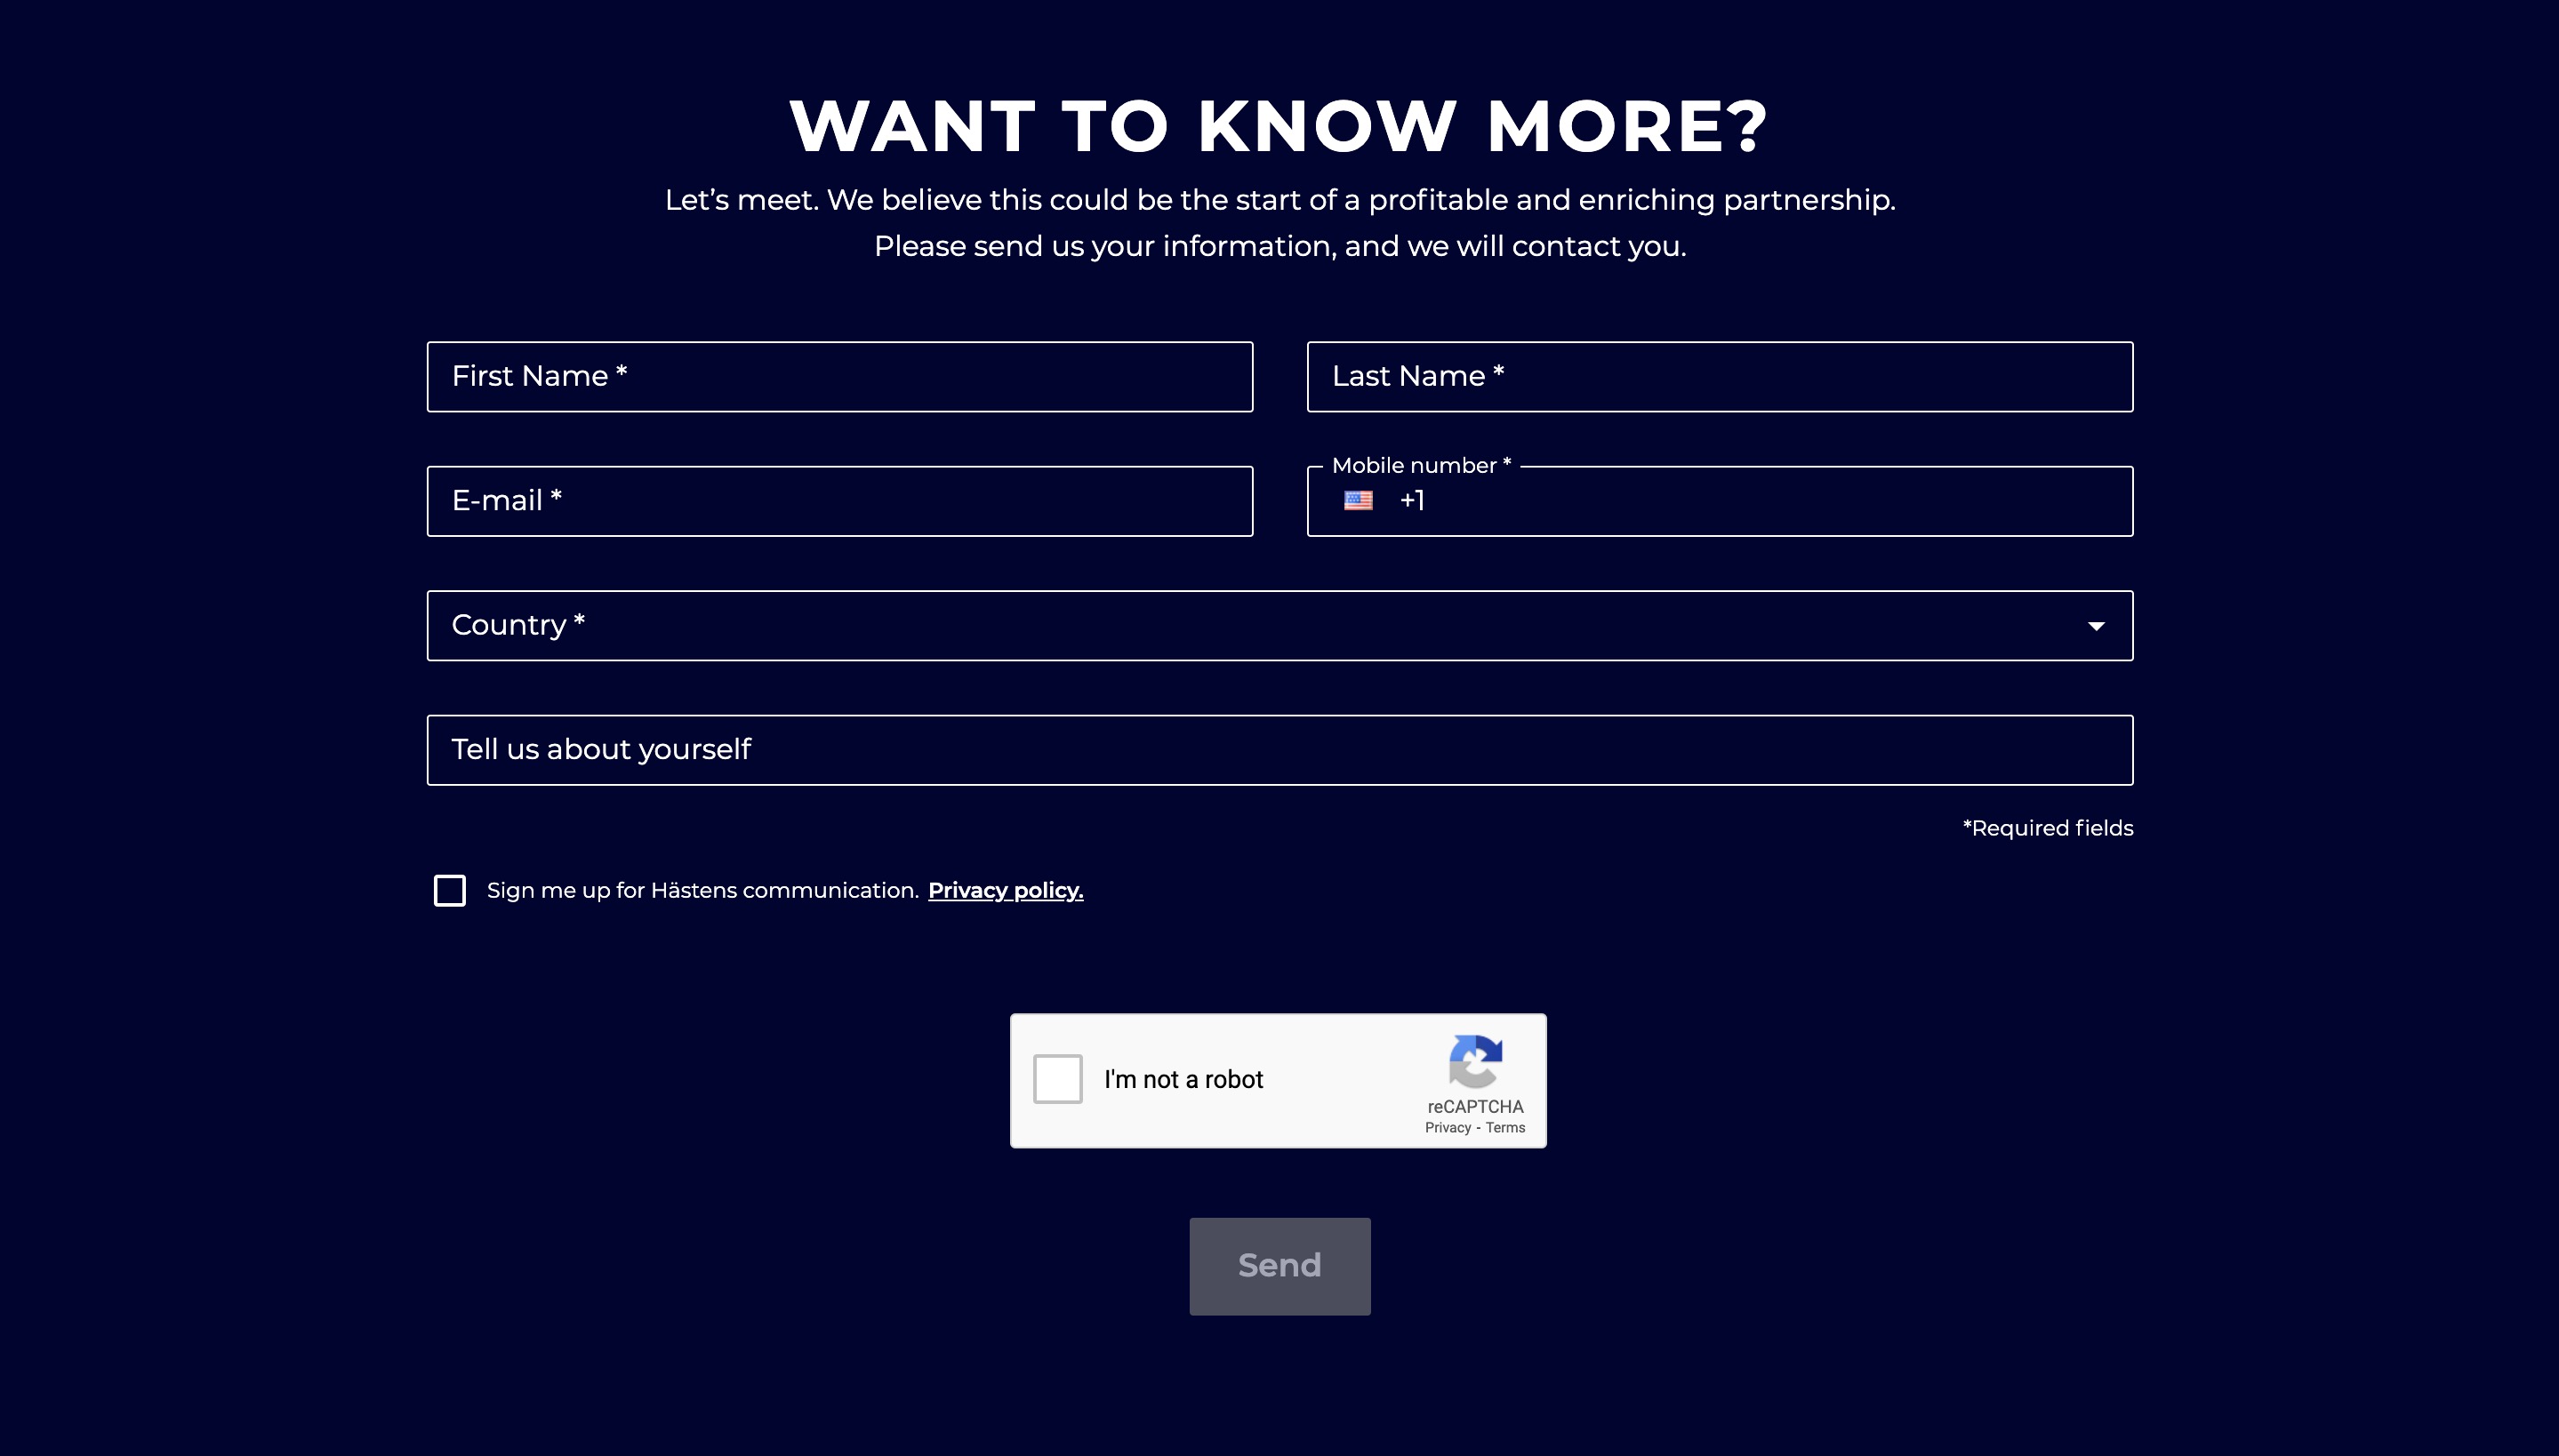 WANT TO KNOW MORE?
Let’s meet. We believe this could be the start of a profitable and enriching partnership.
Please send us your information, and we will contact you.
First Name *
Last Name *
E-mail *
Mobile number *
+1
Country *
Tell us about yourself
*Required fields
Sign me up for Hästens communication. Privacy policy.
I'm not a robot
reCAPTCHA
Privacy - Terms
Send